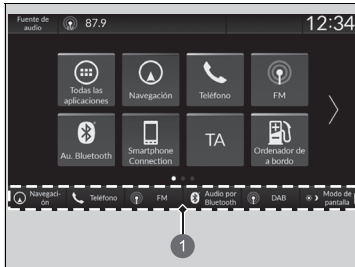 Fuente de
audio
87.9
12:34
Todas las
aplicaciones
Navegación
Teléfono
FM
Au. Bluetooth
Smartphone
Connection
TA
Ordenador de
a bordo
Navegaci-
ón
Teléfono
FM
Audio por
Bluetooth
DAB
Modo de
pantalla
1